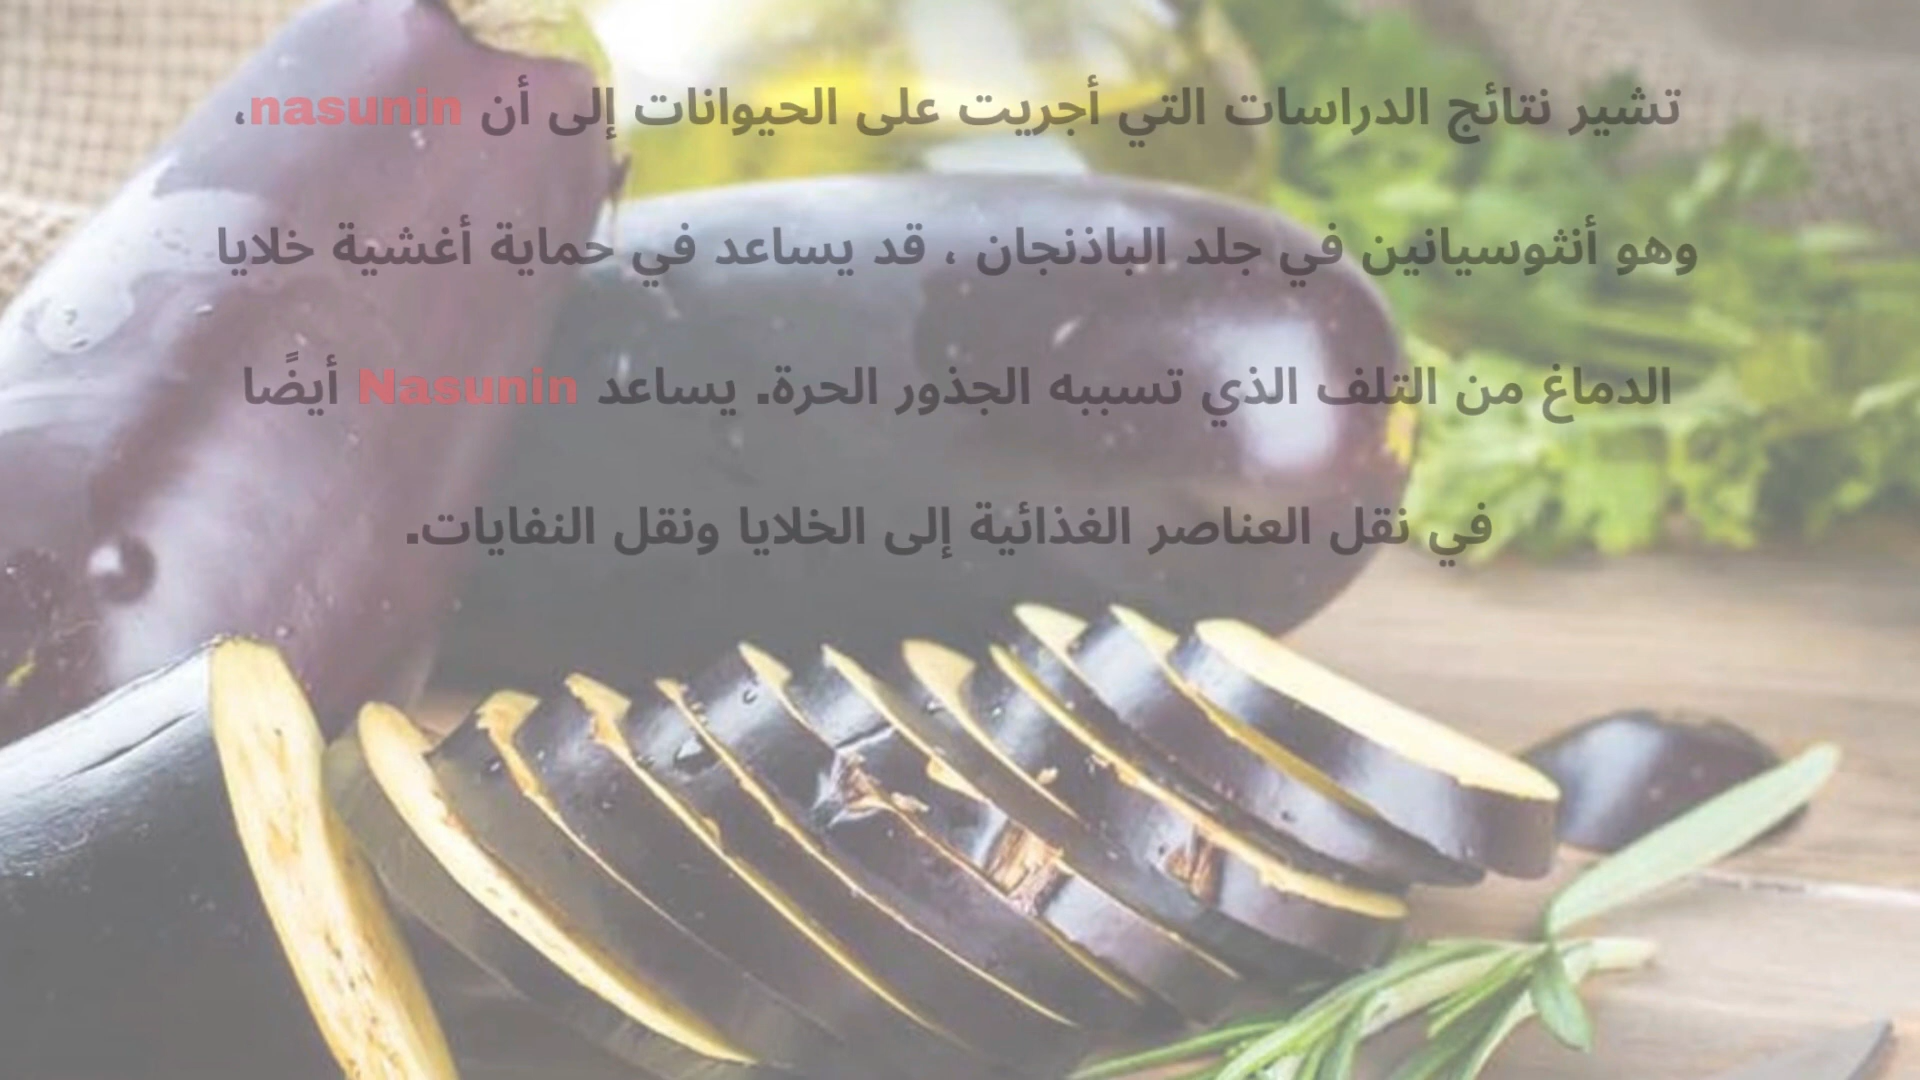 تشير نتائج الدراسات التي أجريت على الحيوانات إلى أن nasunin،
وهو أنثوسيانين في جلد الباذنجان ، قد يساعد في حماية أغشية خلايا
الدماغ من التلف الذي تسببه الجذور الحرة. يساعد Nasunin أيضًا
في نقل العناصر الغذائية إلى الخلايا ونقل النفايات.